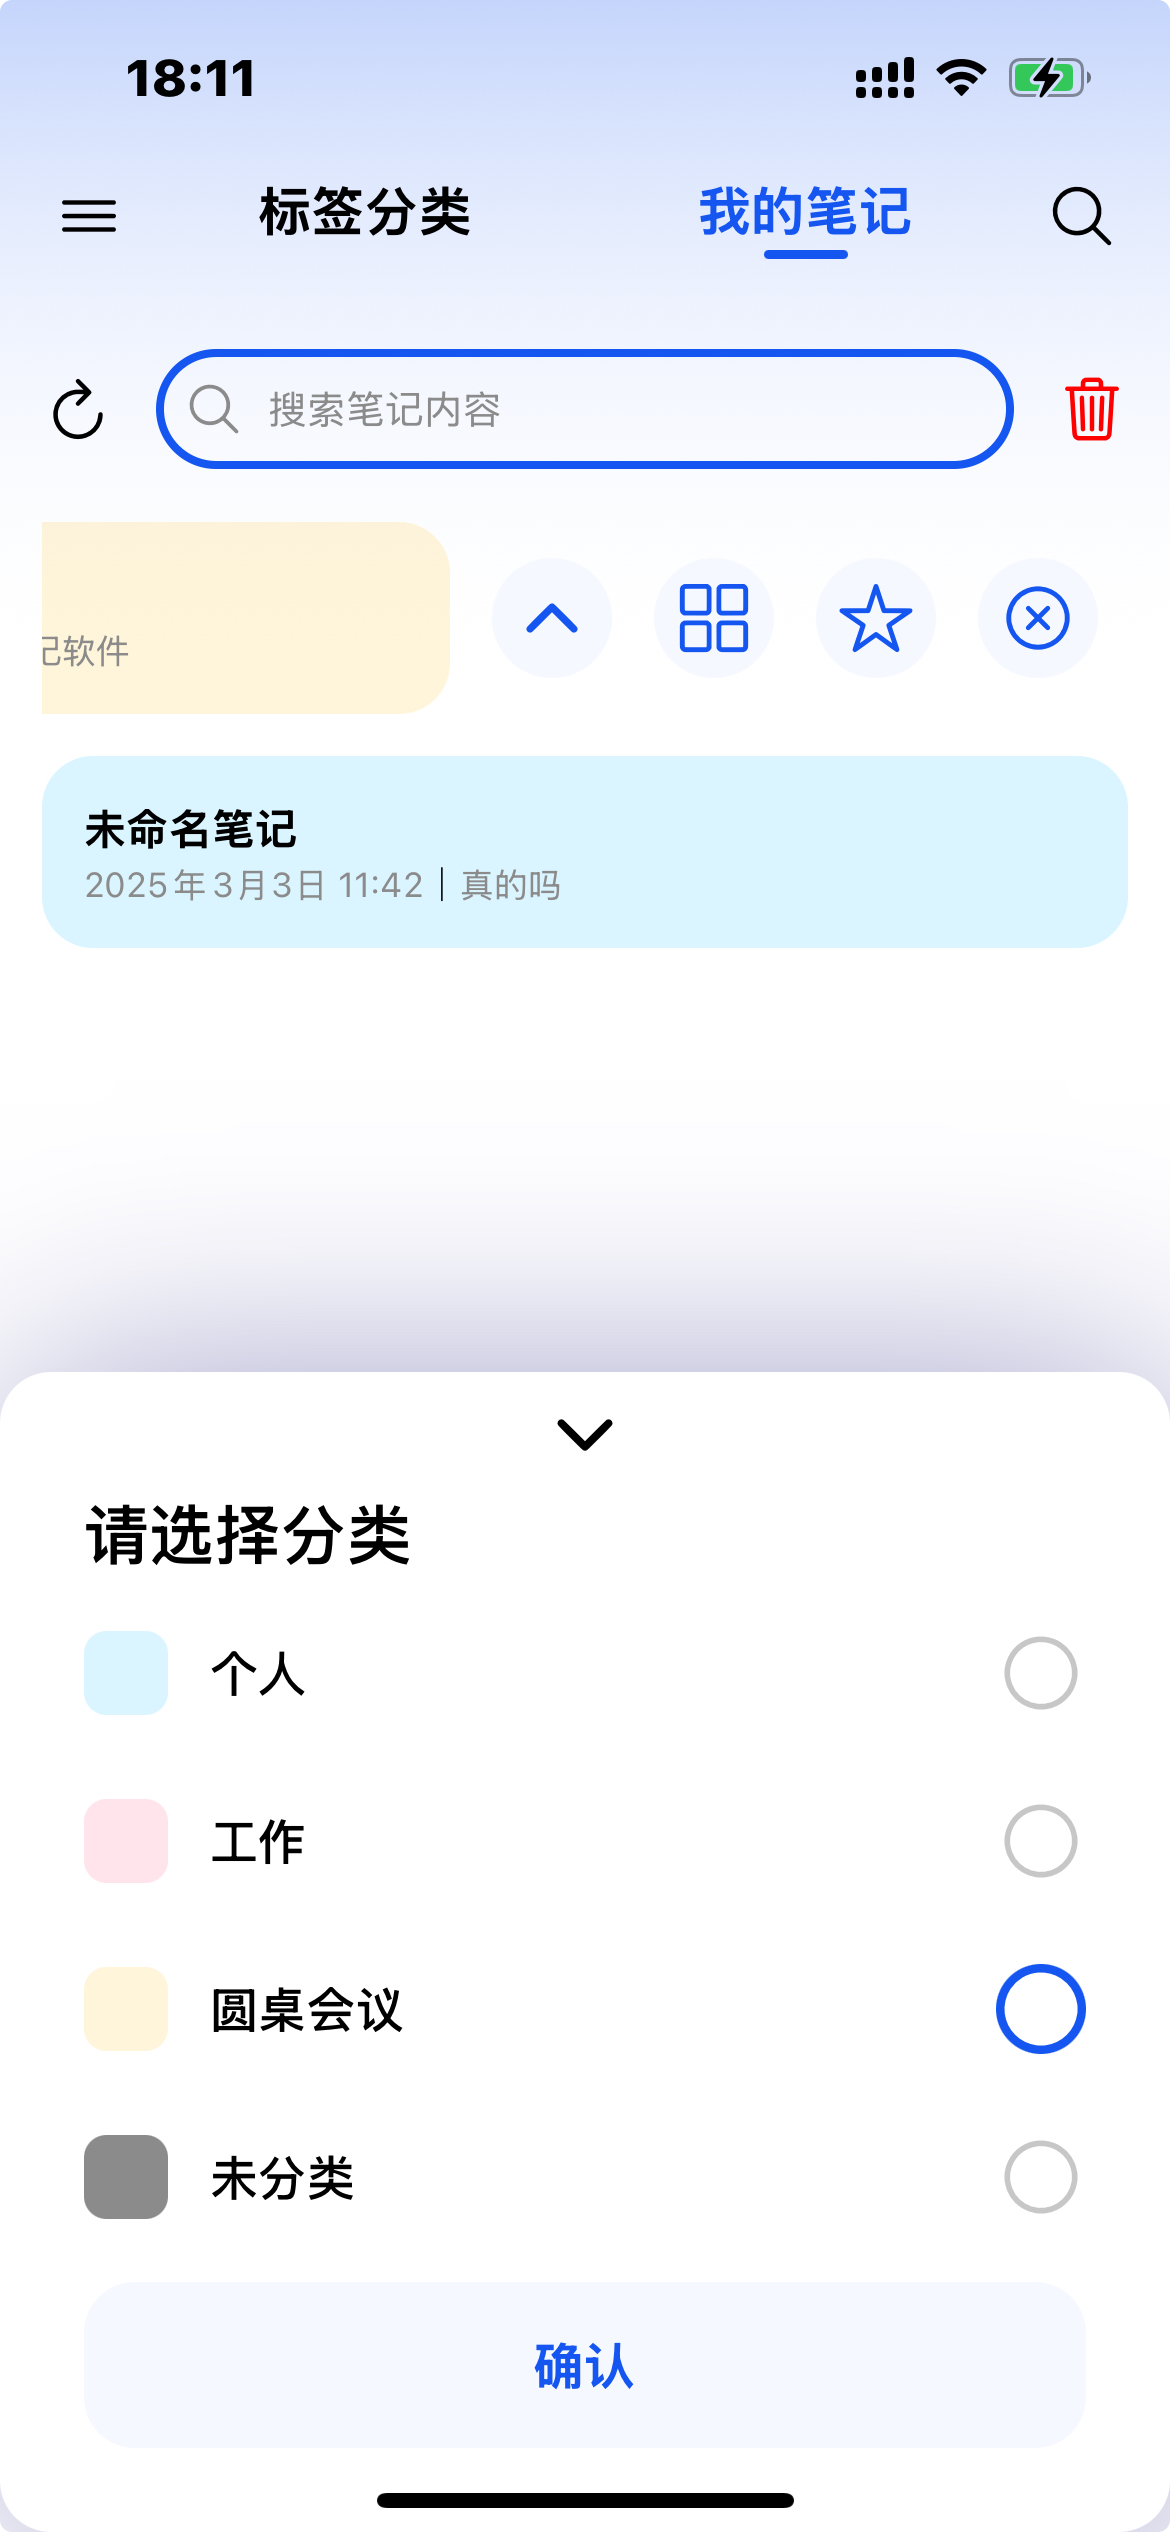 18:11
标签分类
我的笔记
搜索笔记内容
记软件
未命名笔记
2025年3月3日 11:42 | 真的吗
请选择分类
个人
工作
圆桌会议
未分类
确认